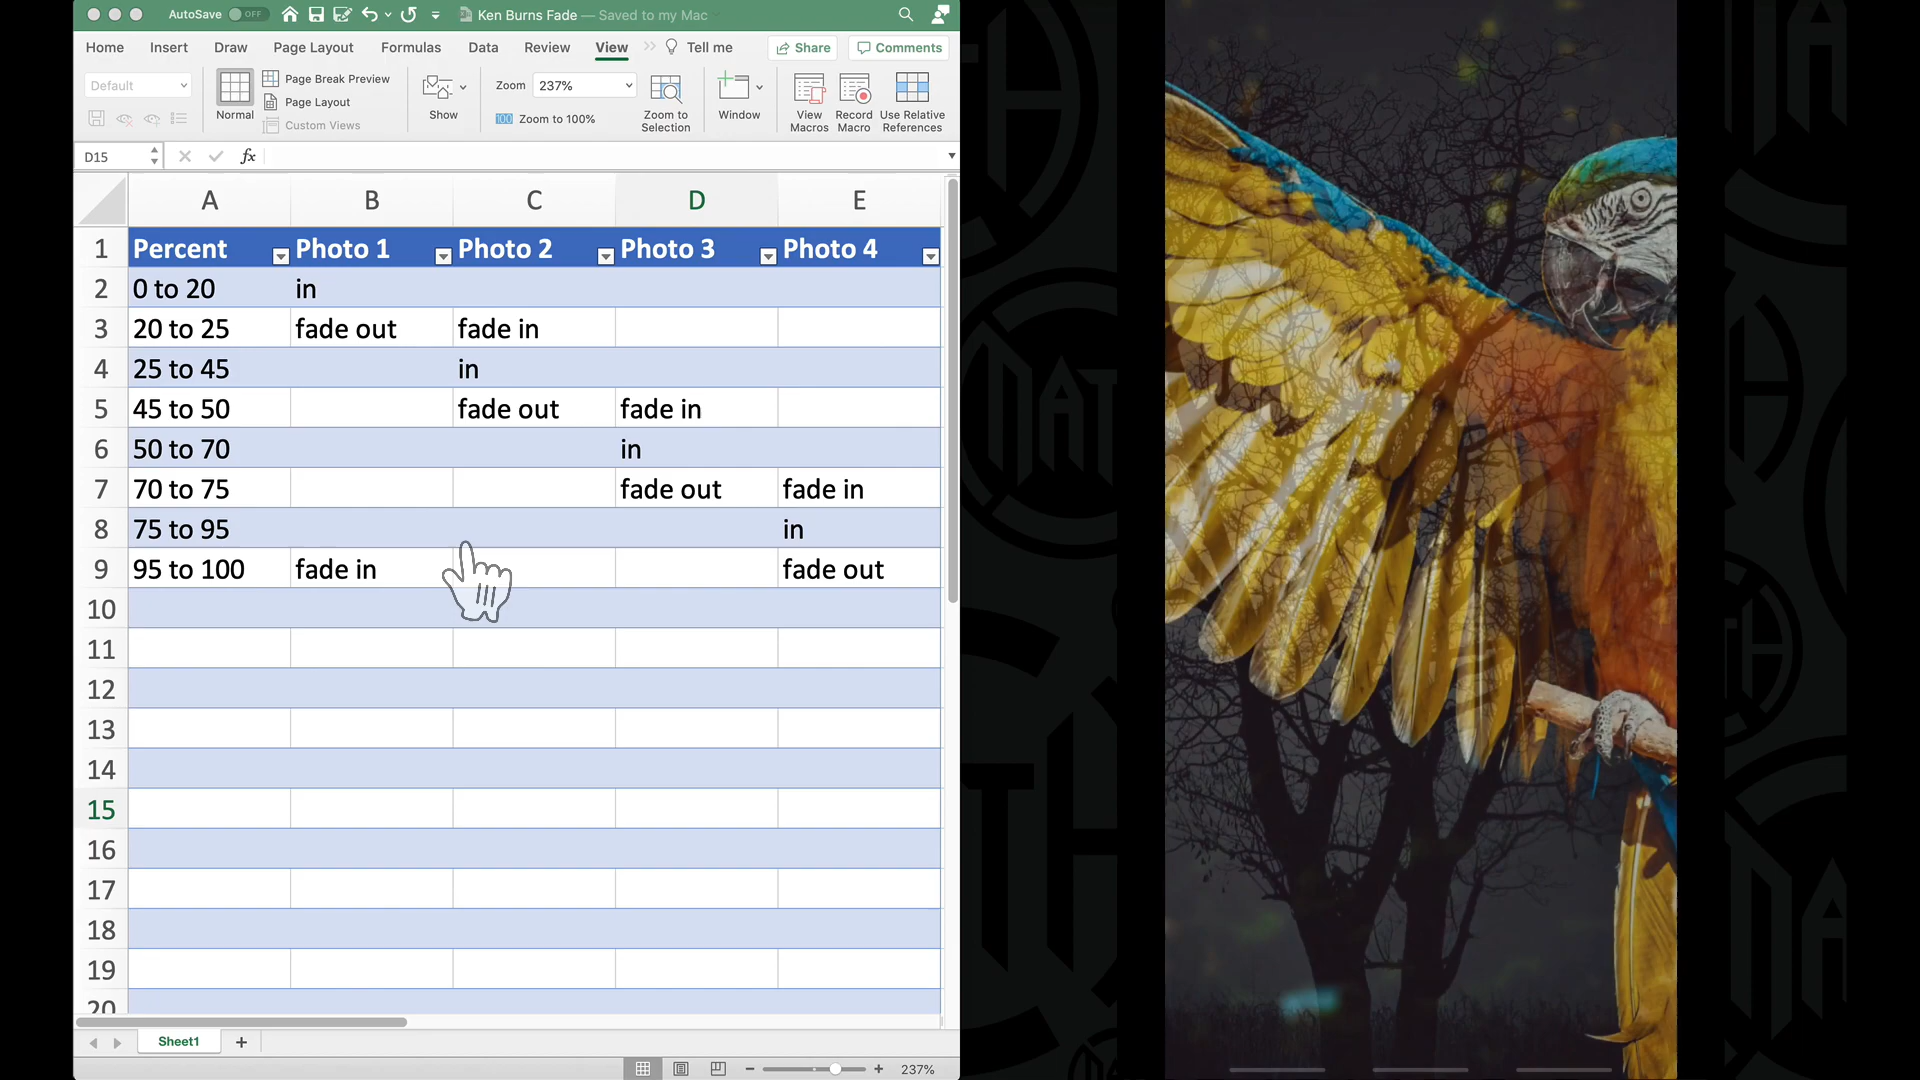 AutoSave OFF Ken Burns Fade — Saved to my Mac
Home Insert Draw Page Layout Formulas Data Review View Tell me Share Comments
Default
Normal
Page Break Preview
Page Layout
Custom Views
Show
Zoom 237%
100 Zoom to 100%
Zoom to Selection
Window
View Macros
Record Macro
Use Relative References
D15 fx
A B C D E
1 Percent Photo 1 Photo 2 Photo 3 Photo 4
2 0 to 20 in
3 20 to 25 fade out fade in
4 25 to 45 in
5 45 to 50 fade out fade in
6 50 to 70 in
7 70 to 75 fade out fade in
8 75 to 95 in
9 95 to 100 fade in fade out
10
11
12
13
14
15
16
17
18
19
20
Sheet1
237%